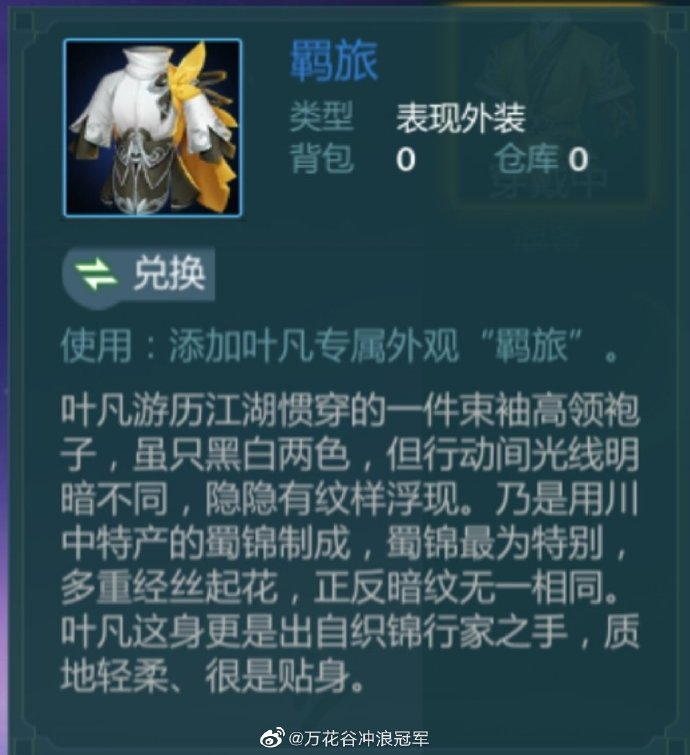 羁旅
类型 表现外装
背包 0 仓库 0
穿戴中
兑换
使用：添加叶凡专属外观“羁旅”。
叶凡游历江湖惯穿的一件束袖高领袍
子，虽只黑白两色，但行动间光线明
暗不同，隐隐有纹样浮现。乃是用川
中特产的蜀锦制成，蜀锦最为特别，
多重经丝起花，正反暗纹无一相同。
叶凡这身更是出自织锦行家之手，质
地轻柔、很是贴身。
@万花谷冲浪冠军